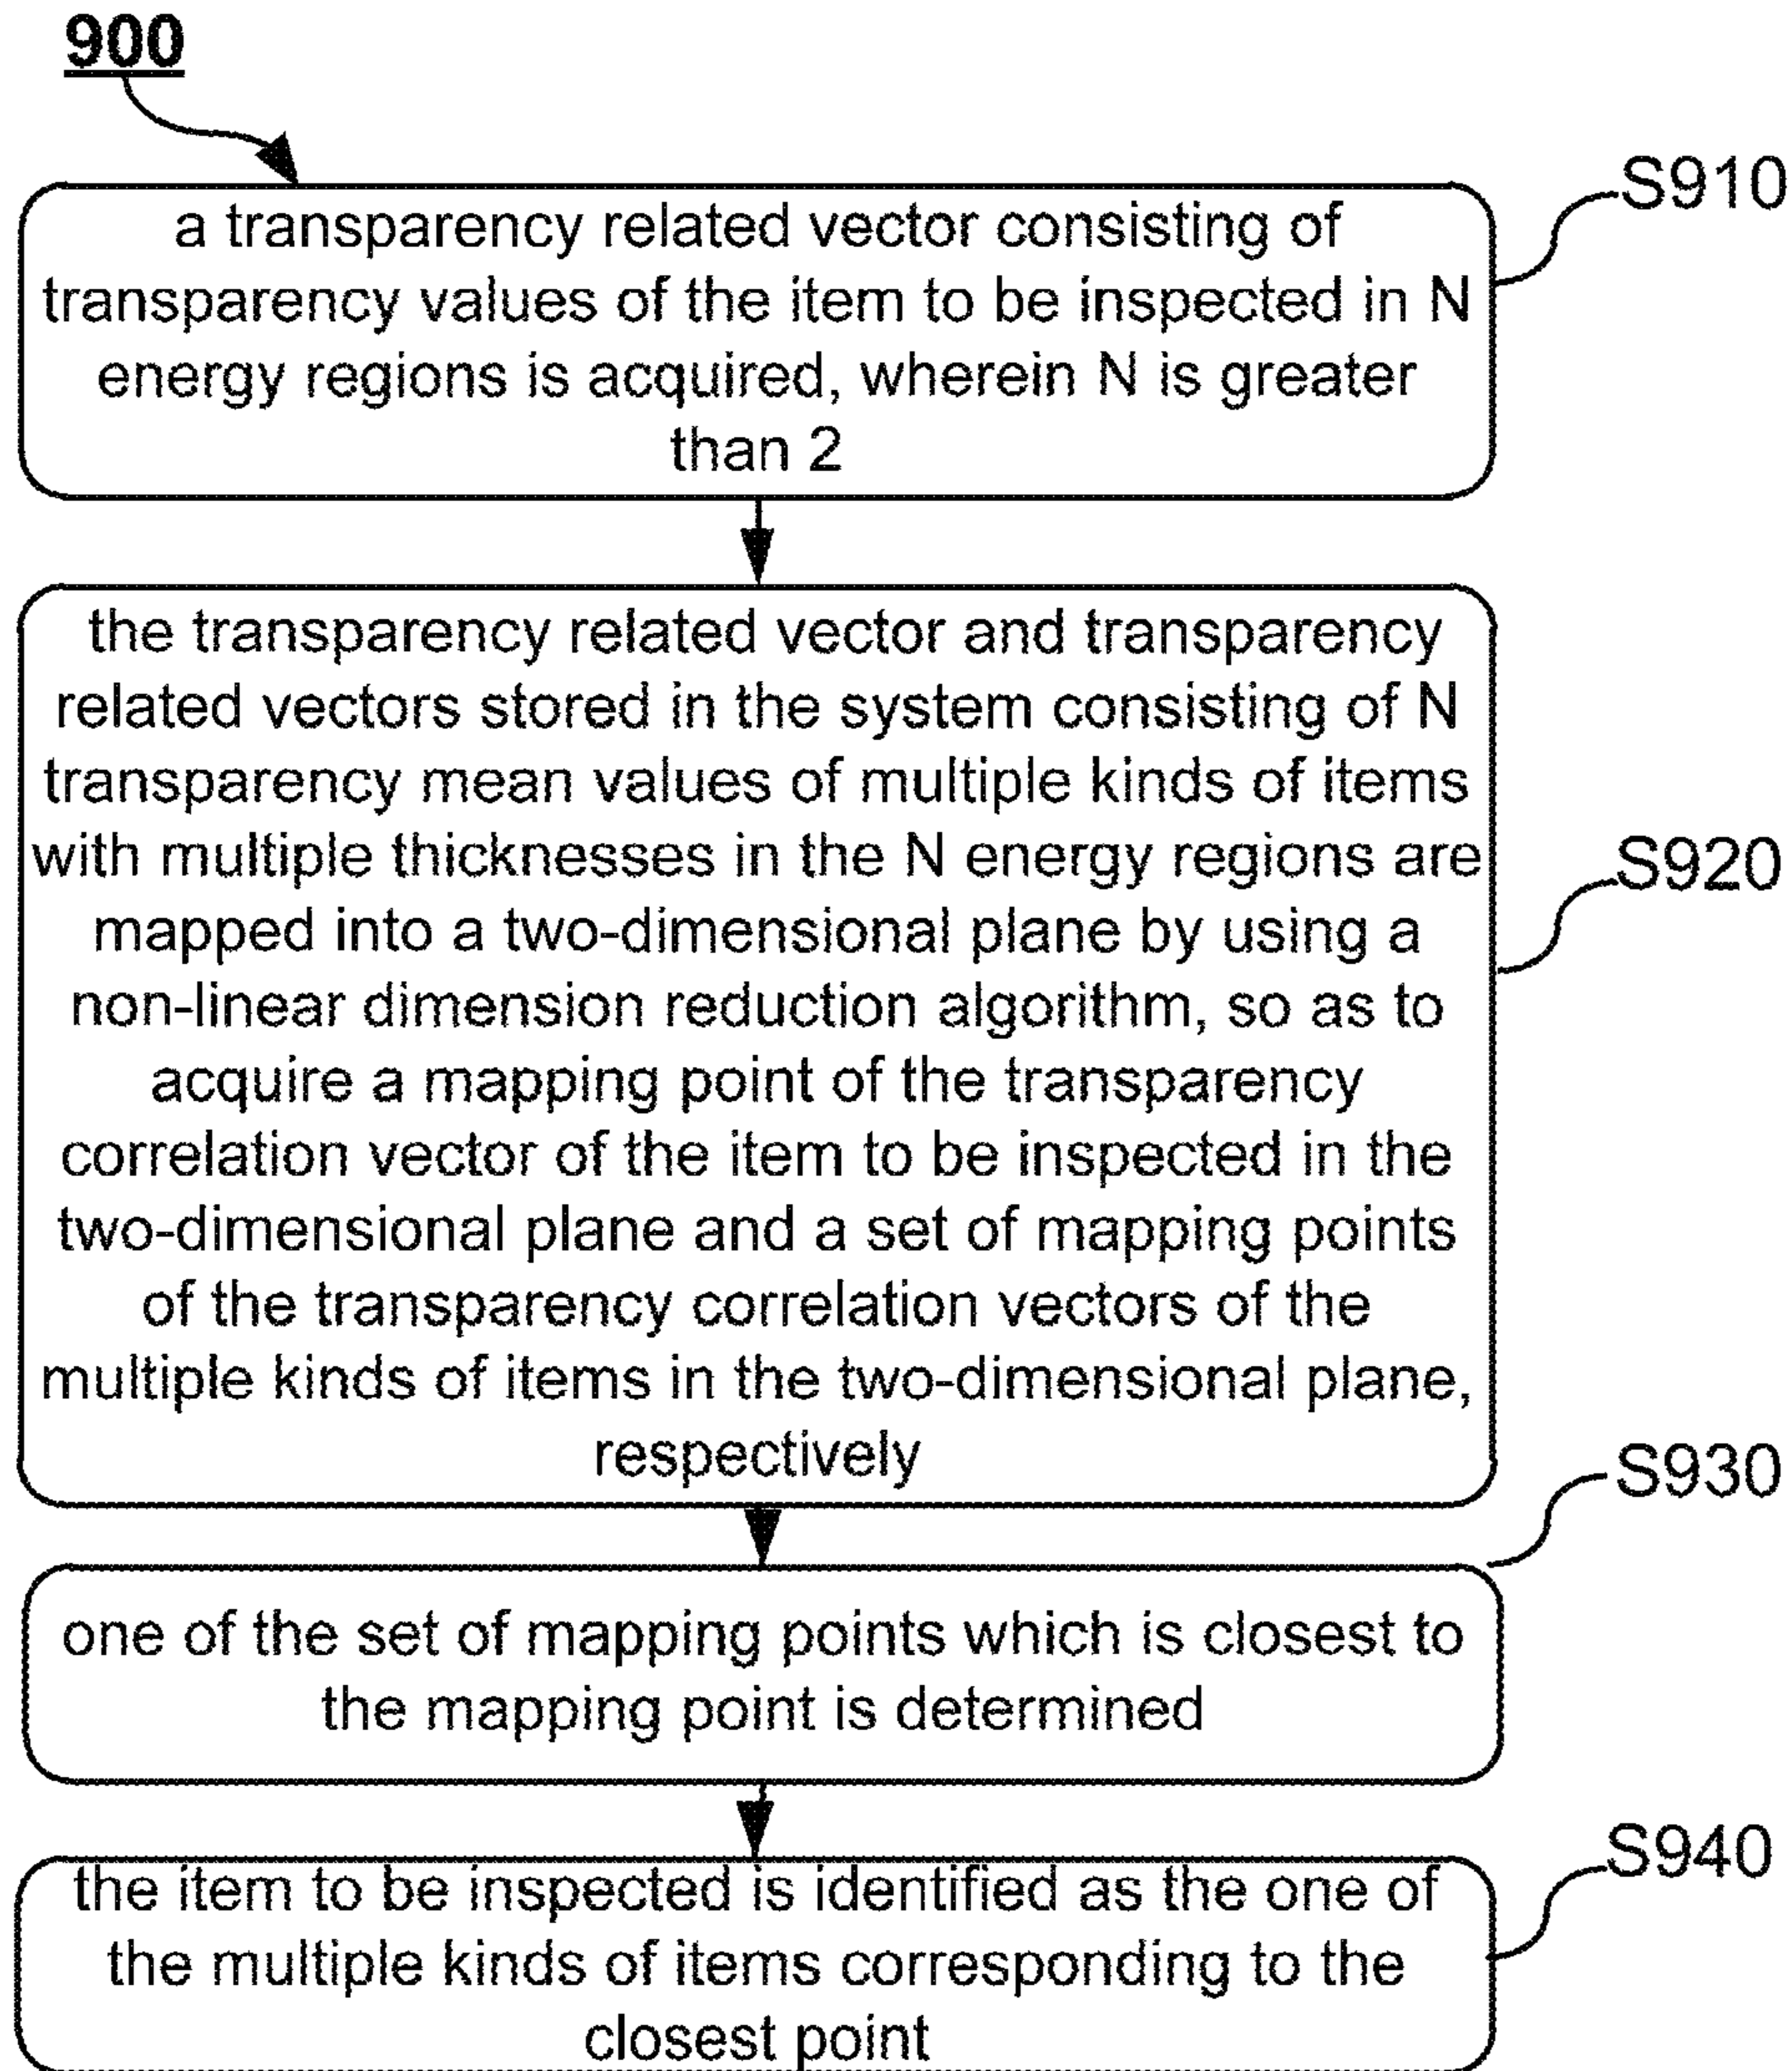 900
S910
a transparency related vector consisting of
transparency values of the item to be inspected in N
energy regions is acquired, wherein N is greater
than 2
the transparency related vector and transparency
related vectors stored in the system consisting of N
transparency mean values of multiple kinds of items
with multiple thicknesses in the N energy regions are
mapped into a two-dimensional plane by using a
non-linear dimension reduction algorithm, so as to
acquire a mapping point of the transparency
correlation vector of the item to be inspected in the
two-dimensional plane and a set of mapping points
of the transparency correlation vectors of the
multiple kinds of items in the two-dimensional plane,
respectively
S920
S930
one of the set of mapping points which is closest to
the mapping point is determined
S940
the item to be inspected is identified as the one of
the multiple kinds of items corresponding to the
closest point